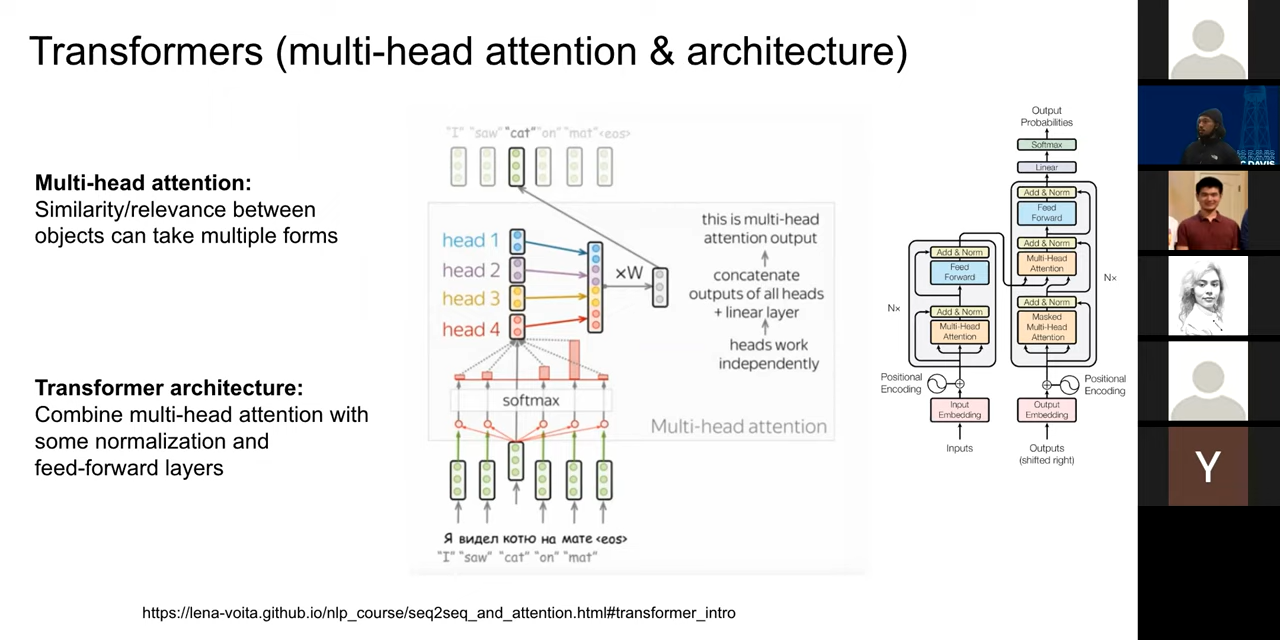 Transformers (multi-head attention & architecture)
Multi-head attention:
Similarity/relevance between
objects can take multiple forms
Transformer architecture:
Combine multi-head attention with
some normalization and
feed-forward layers
"I" "saw" "cat" "on" "mat" <eos>
head 1
head 2
head 3
head 4
×W
this is multi-head
attention output
concatenate
outputs of all heads
+ linear layer
heads work
independently
softmax
Multi-head attention
Я видел котю на мате <eos>
"I" "saw" "cat" "on" "mat"
Output
Probabilities
Softmax
Linear
Add & Norm
Feed
Forward
Add & Norm
Multi-Head
Attention
Add & Norm
Masked
Multi-Head
Attention
N×
Add & Norm
Feed
Forward
Add & Norm
Multi-Head
Attention
N×
Positional
Encoding
Positional
Encoding
Input
Embedding
Output
Embedding
Inputs
Outputs
(shifted right)
https://lena-voita.github.io/nlp_course/seq2seq_and_attention.html#transformer_intro
C DAVIS
Y